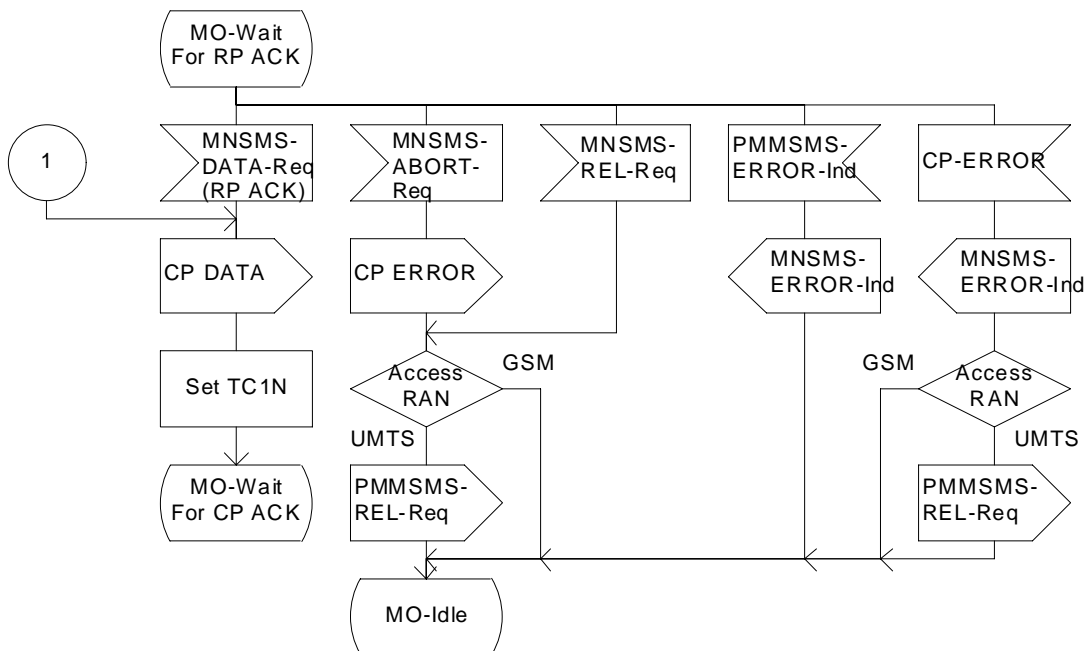 MO-Wait
For RP ACK
1
MNSMS-
DATA-Req
(RP ACK)
MNSMS-
ABORT-
Req
MNSMS-
REL-Req
PMMSMS-
ERROR-Ind
CP-ERROR
CP DATA
CP ERROR
MNSMS-
ERROR-Ind
MNSMS-
ERROR-Ind
Set TC1N
Access
RAN
GSM
GSM
Access
RAN
UMTS
UMTS
MO-Wait
For CP ACK
PMMSMS-
REL-Req
PMMSMS-
REL-Req
MO-Idle